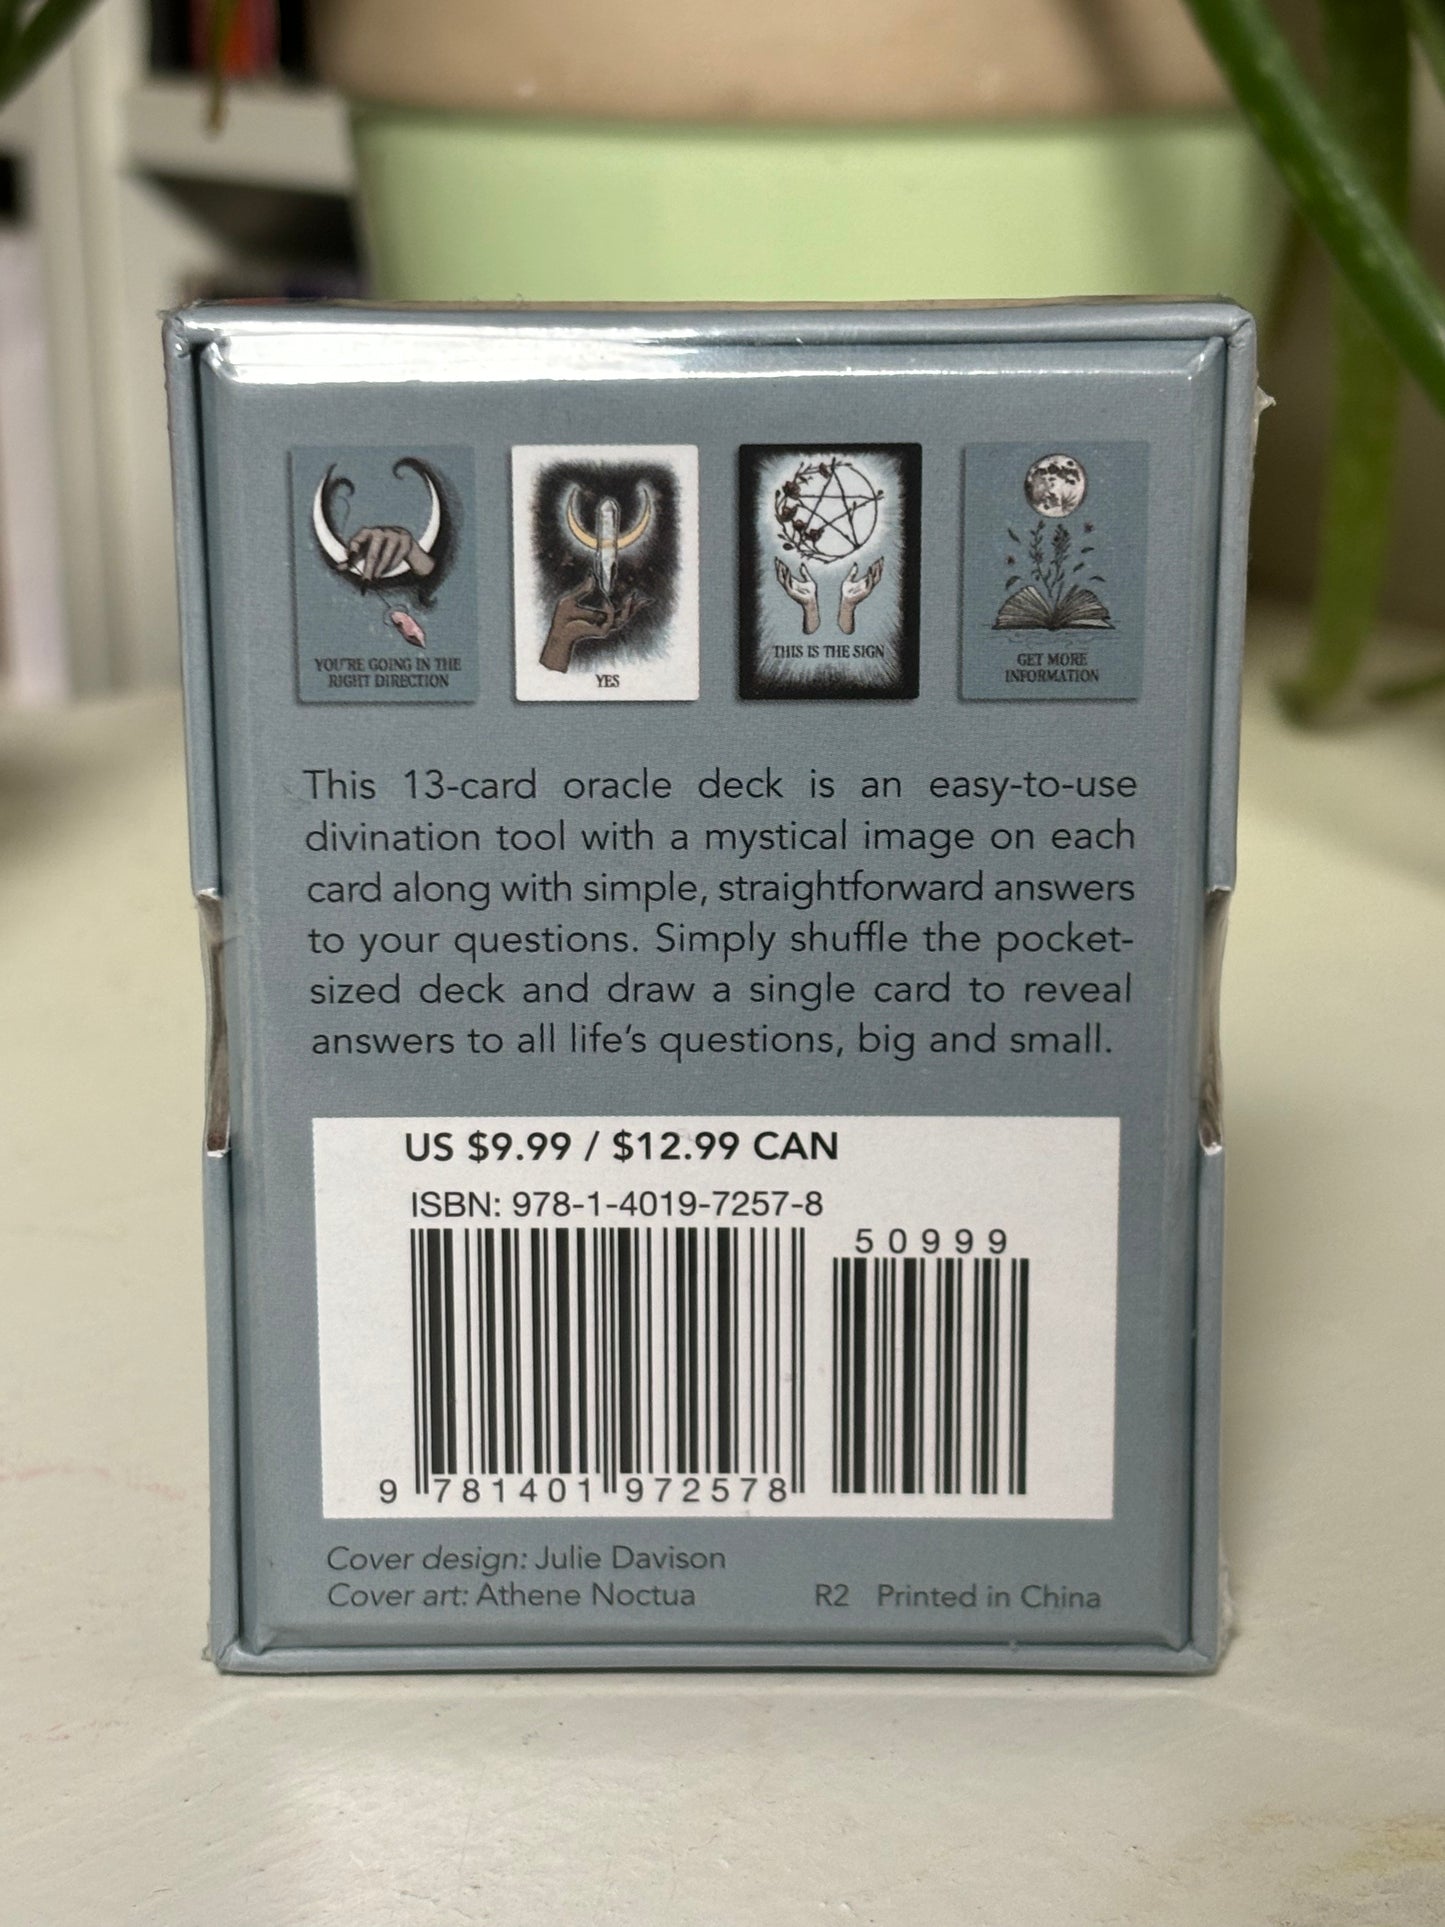 YOU'RE GOING IN THE
RIGHT DIRECTION
YES
THIS IS THE SIGN
GET MORE
INFORMATION
This 13-card oracle deck is an easy-to-use
divination tool with a mystical image on each
card along with simple, straightforward answers
to your questions. Simply shuffle the pocket-
sized deck and draw a single card to reveal
answers to all life's questions, big and small.
US $9.99 / $12.99 CAN
ISBN: 978-1-4019-7257-8
50999
9 781401 972578
Cover design: Julie Davison
Cover art: Athene Noctua
R2 Printed in China